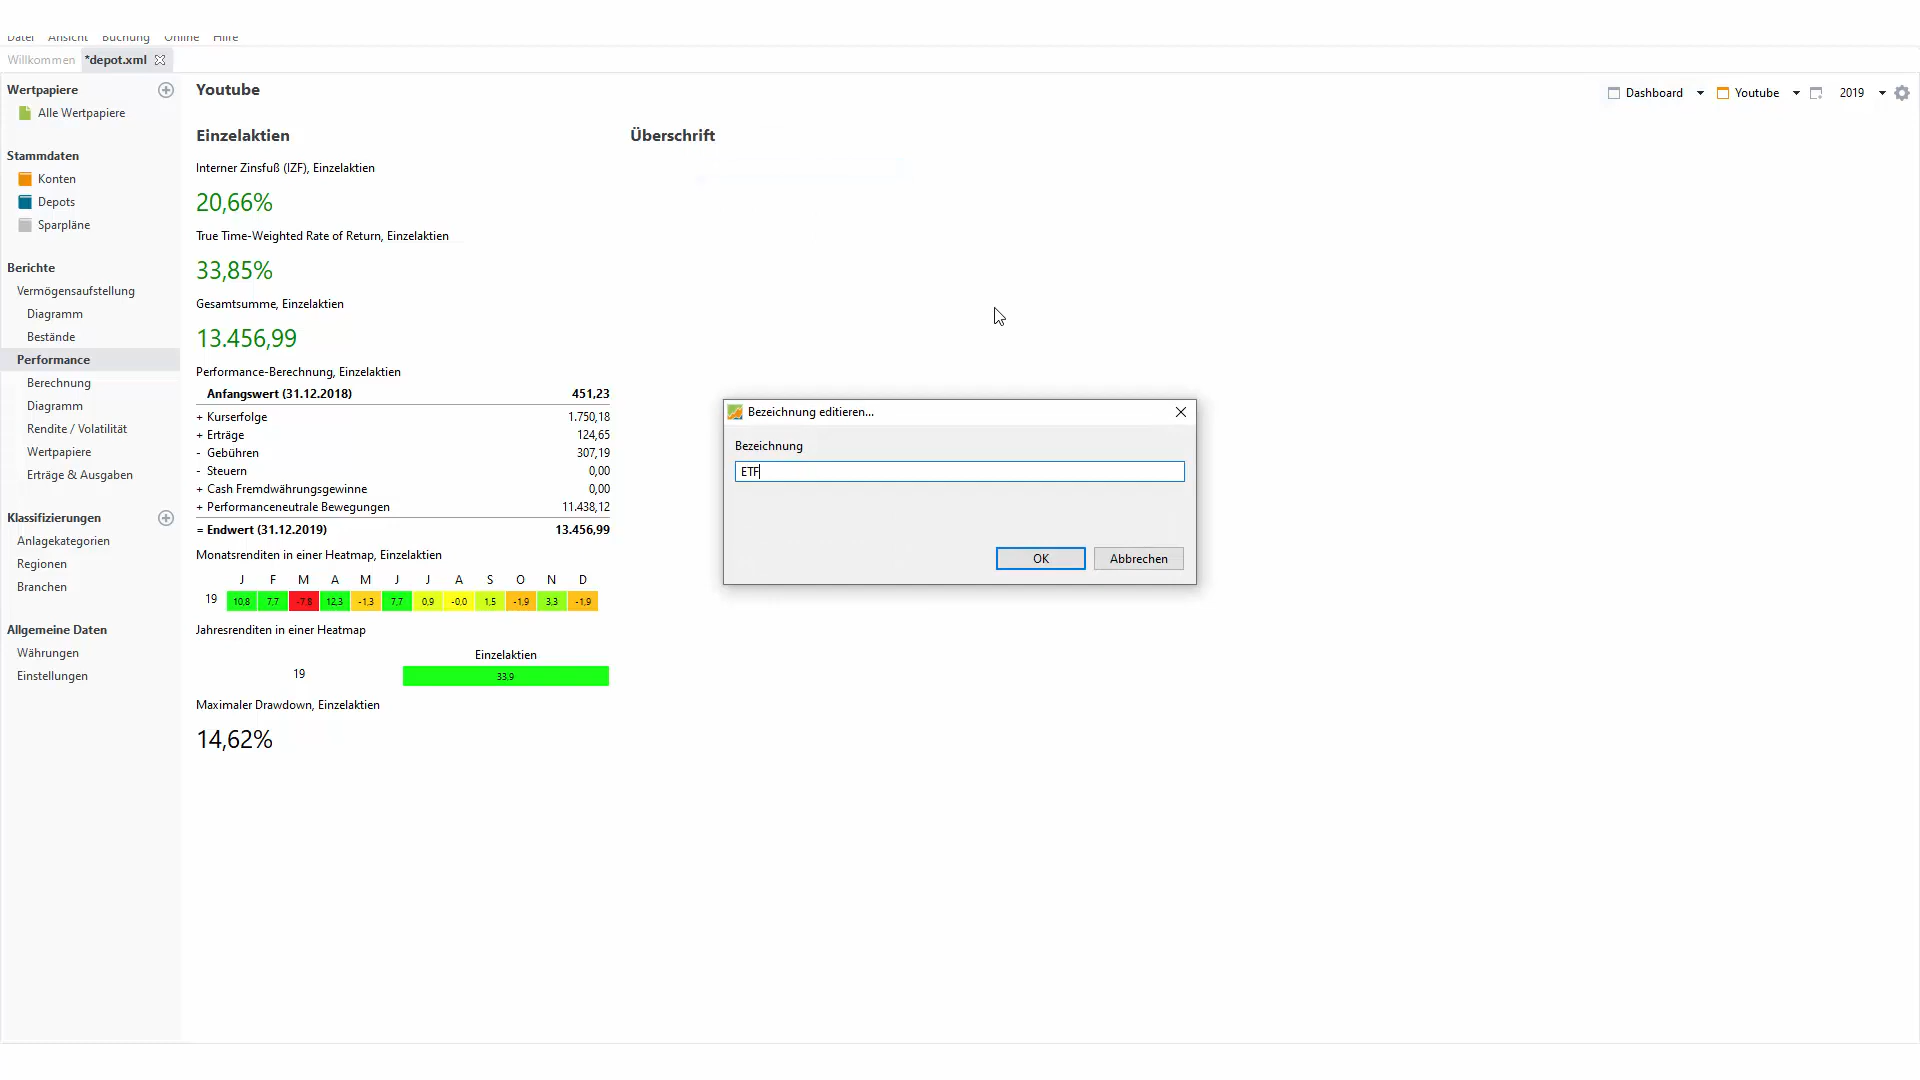 Datei Ansicht Buchung Online Hilfe
Willkommen *depot.xml
Wertpapiere
Alle Wertpapiere
Stammdaten
Konten
Depots
Sparpläne
Berichte
Vermögensaufstellung
Diagramm
Bestände
Performance
Berechnung
Diagramm
Rendite / Volatilität
Wertpapiere
Erträge & Ausgaben
Klassifizierungen
Anlagekategorien
Regionen
Branchen
Allgemeine Daten
Währungen
Einstellungen
Youtube
Dashboard Youtube 2019
Einzelaktien
Interner Zinsfuß (IZF), Einzelaktien
20,66%
True Time-Weighted Rate of Return, Einzelaktien
33,85%
Gesamtsumme, Einzelaktien
13.456,99
Performance-Berechnung, Einzelaktien
Anfangswert (31.12.2018) 451,23
+ Kurserfolge 1.750,18
+ Erträge 124,65
- Gebühren 307,19
- Steuern 0,00
+ Cash Fremdwährungsgewinne 0,00
+ Performanceneutrale Bewegungen 11.438,12
= Endwert (31.12.2019) 13.456,99
Monatsrenditen in einer Heatmap, Einzelaktien
J F M A M J J A S O N D
19 10,8 7,7 -7,8 12,3 -1,3 7,7 0,9 -0,0 1,5 -1,9 3,3 -1,9
Jahresrenditen in einer Heatmap
Einzelaktien
19 33,9
Maximaler Drawdown, Einzelaktien
14,62%
Überschrift
Bezeichnung editieren...
Bezeichnung
ETF
OK Abbrechen